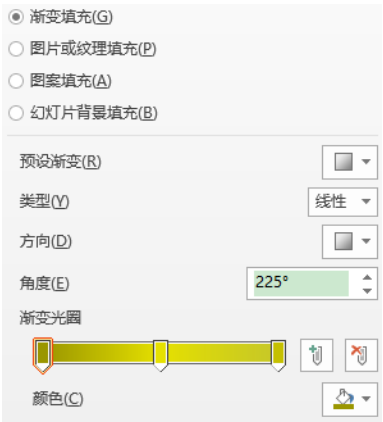 渐变填充(G)
图片或纹理填充(P)
图案填充(A)
幻灯片背景填充(B)
预设渐变(R)
类型(Y) 线性
方向(D)
角度(E) 225°
渐变光圈
颜色(C)